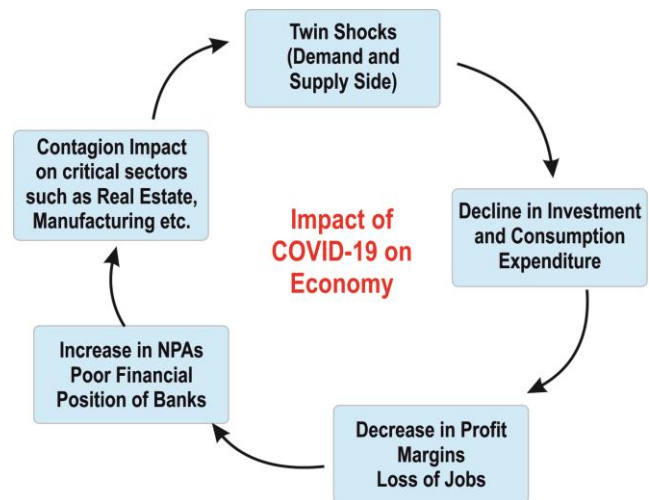 Twin Shocks
(Demand and
Supply Side)
Decline in Investment
and Consumption
Expenditure
Decrease in Profit
Margins
Loss of Jobs
Increase in NPAs
Poor Financial
Position of Banks
Contagion Impact
on critical sectors
such as Real Estate,
Manufacturing etc.
Impact of
COVID-19 on
Economy